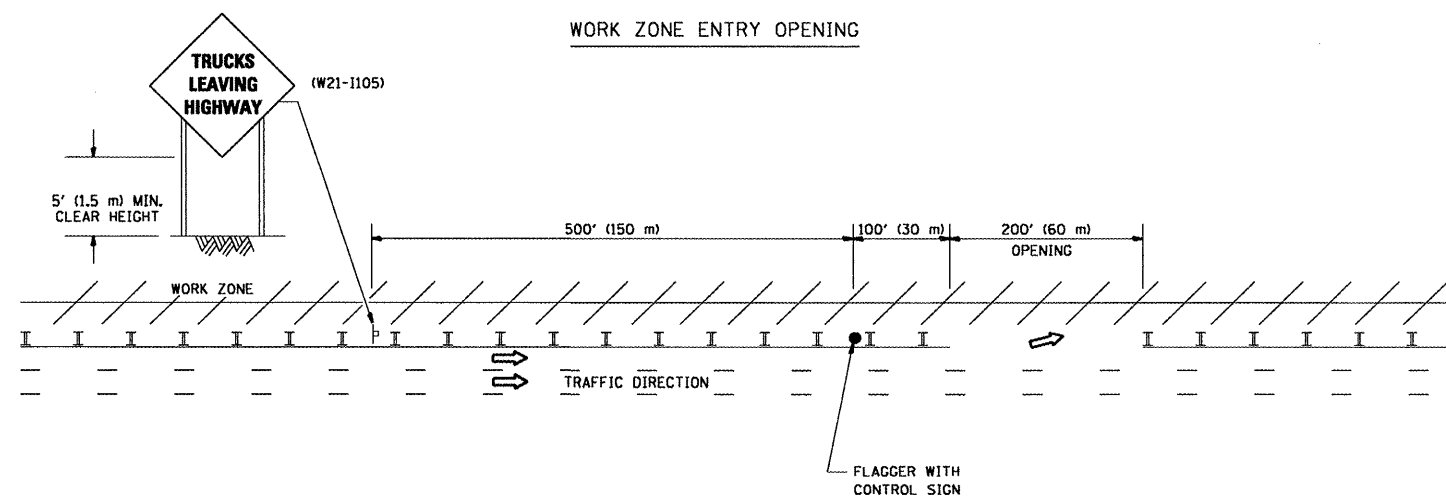 WORK ZONE ENTRY OPENING
TRUCKS
LEAVING
HIGHWAY
(W21-I105)
5' (1.5 m) MIN.
CLEAR HEIGHT
500' (150 m)
100' (30 m)
200' (60 m)
OPENING
WORK ZONE
TRAFFIC DIRECTION
FLAGGER WITH
CONTROL SIGN